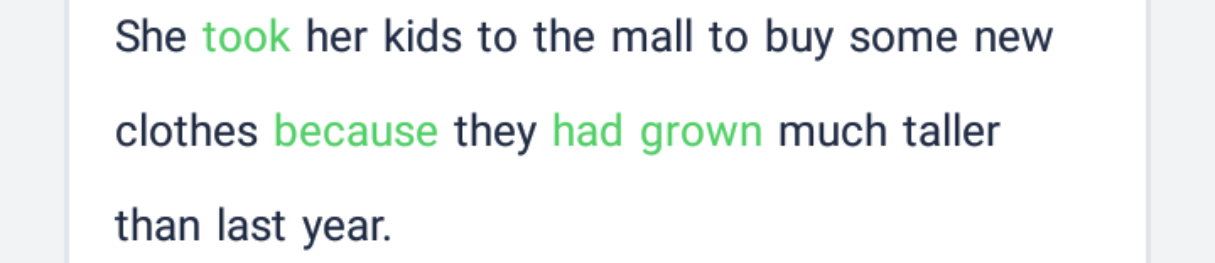 She took her kids to the mall to buy some new
clothes because they had grown much taller
than last year.